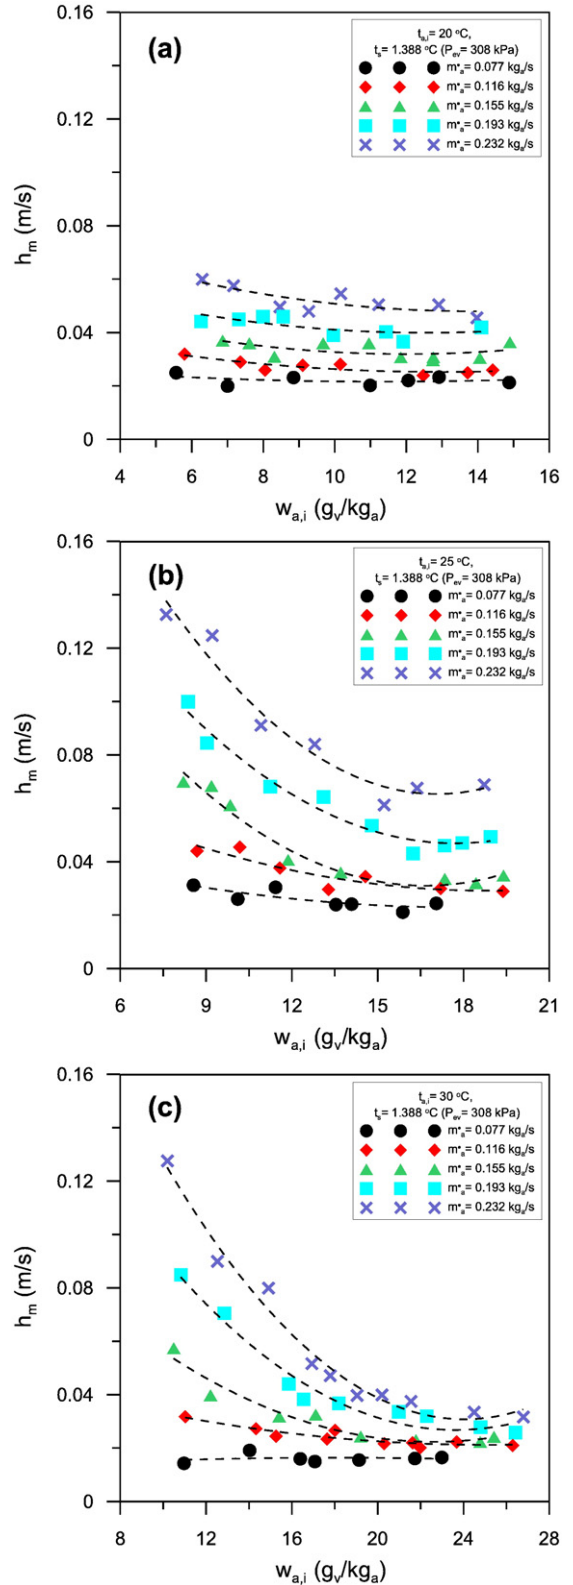 0.16
(a)
t_a,i= 20 °C,
t_s= 1.388 °C (P_ev= 308 kPa)
m•_a= 0.077 kg_a/s
m•_a= 0.116 kg_a/s
m•_a= 0.155 kg_a/s
m•_a= 0.193 kg_a/s
m•_a= 0.232 kg_a/s
0.12
h_m (m/s)
0.08
0.04
0
4 6 8 10 12 14 16
w_a,i (g_v/kg_a)
0.16
(b)
t_a,i= 25 °C,
t_s= 1.388 °C (P_ev= 308 kPa)
m•_a= 0.077 kg_a/s
m•_a= 0.116 kg_a/s
m•_a= 0.155 kg_a/s
m•_a= 0.193 kg_a/s
m•_a= 0.232 kg_a/s
0.12
h_m (m/s)
0.08
0.04
0
6 9 12 15 18 21
w_a,i (g_v/kg_a)
0.16
(c)
t_a,i= 30 °C,
t_s= 1.388 °C (P_ev= 308 kPa)
m•_a= 0.077 kg_a/s
m•_a= 0.116 kg_a/s
m•_a= 0.155 kg_a/s
m•_a= 0.193 kg_a/s
m•_a= 0.232 kg_a/s
0.12
h_m (m/s)
0.08
0.04
0
8 12 16 20 24 28
w_a,i (g_v/kg_a)